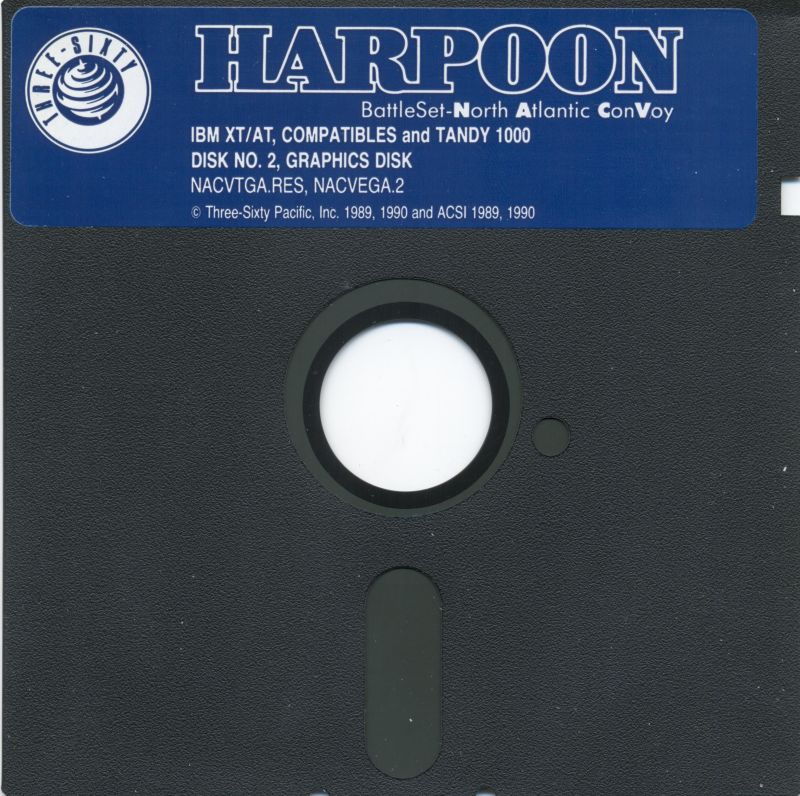 THREE-SIXTY
HARPOON
BattleSet-North Atlantic ConVoy
IBM XT/AT, COMPATIBLES and TANDY 1000
DISK NO. 2, GRAPHICS DISK
NACVTGA.RES, NACVEGA.2
© Three-Sixty Pacific, Inc. 1989, 1990 and ACSI 1989, 1990